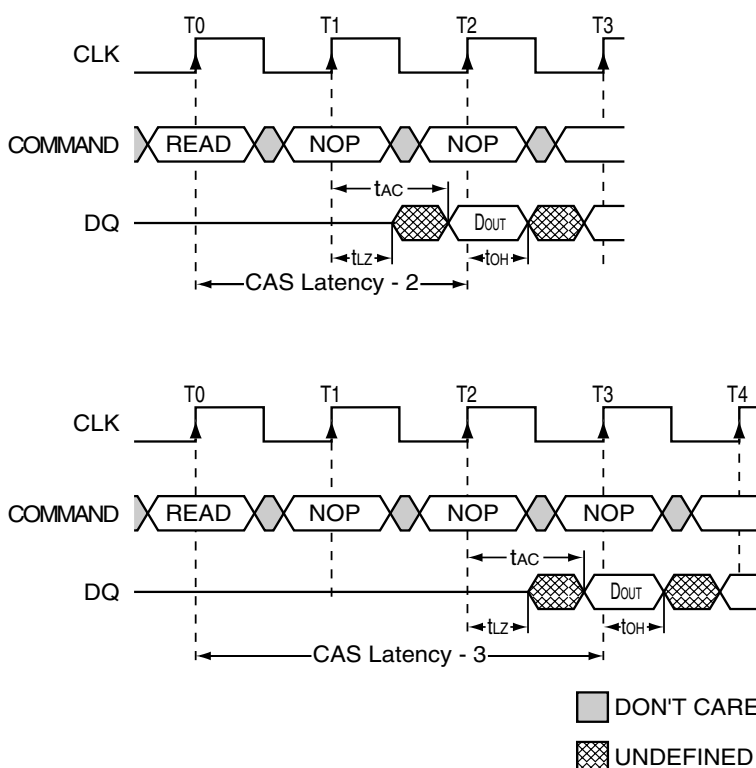 T0 T1 T2 T3
CLK
COMMAND READ NOP NOP
tAC
DQ DOUT
tLZ tOH
CAS Latency - 2
T0 T1 T2 T3 T4
CLK
COMMAND READ NOP NOP NOP
tAC
DQ DOUT
tLZ tOH
CAS Latency - 3
DON'T CARE
UNDEFINED